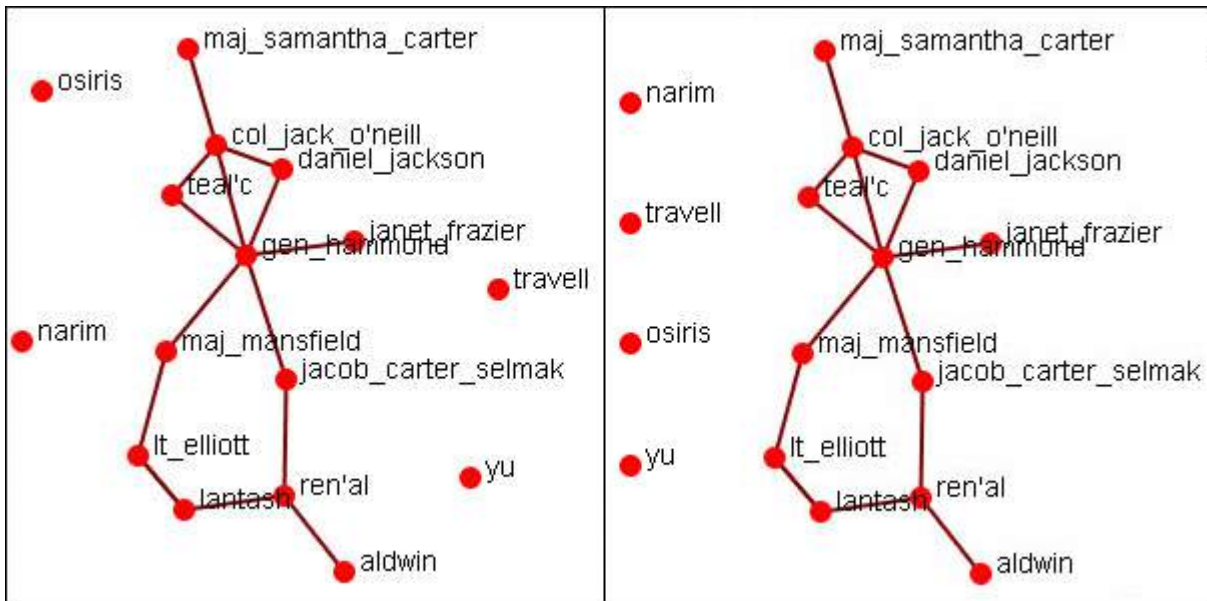 maj_samantha_carter
osiris
col_jack_o'neill
daniel_jackson
teal'c
janet_frazier
gen_hammond
travell
narim
maj_mansfield
jacob_carter_selmak
lt_elliott
yu
ren'al
lantash
aldwin
maj_samantha_carter
narim
col_jack_o'neill
daniel_jackson
teal'c
travell
janet_frazier
gen_hammond
osiris
maj_mansfield
jacob_carter_selmak
lt_elliott
yu
ren'al
lantash
aldwin